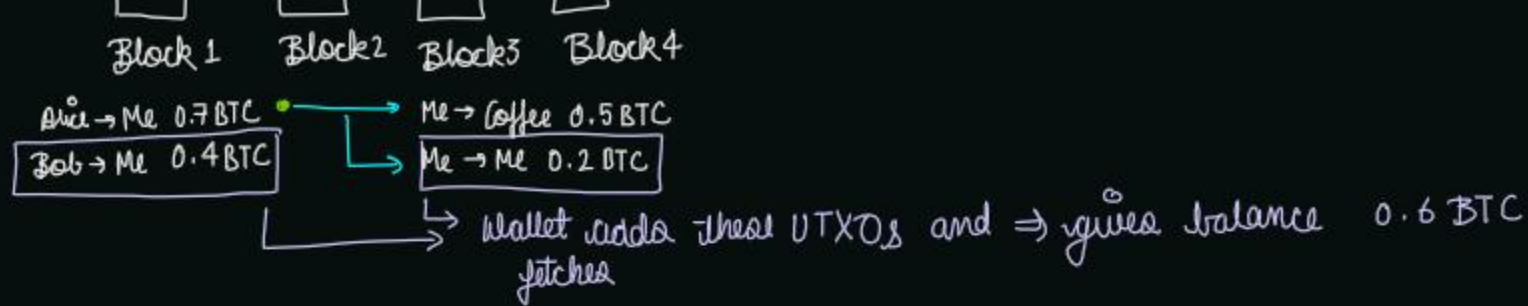 Block 1 Block2 Block3 Block4
Alice → Me 0.7 BTC Me → Coffee 0.5 BTC
Bob → Me 0.4 BTC Me → Me 0.2 BTC
Wallet adds these UTXOs and ⇒ gives balance 0.6 BTC
fetches